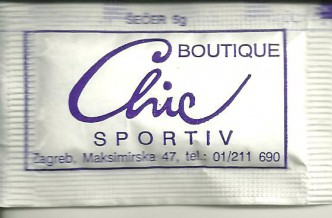 ŠEĆER 5g
BOUTIQUE
Chic
SPORTIV
Zagreb, Maksimirska 47, tel.: 01/211 690